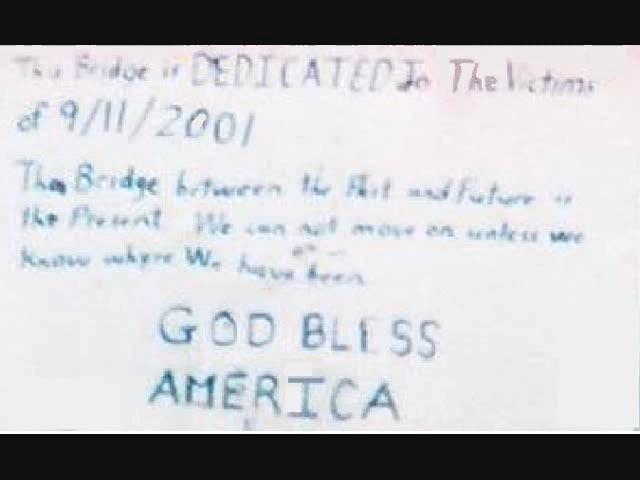 This Bridge is DEDICATED To The Victims
of 9/11/2001
The Bridge between the Past and Future is
the Present We can not move on unless we
know where We have been
GOD BLESS
AMERICA